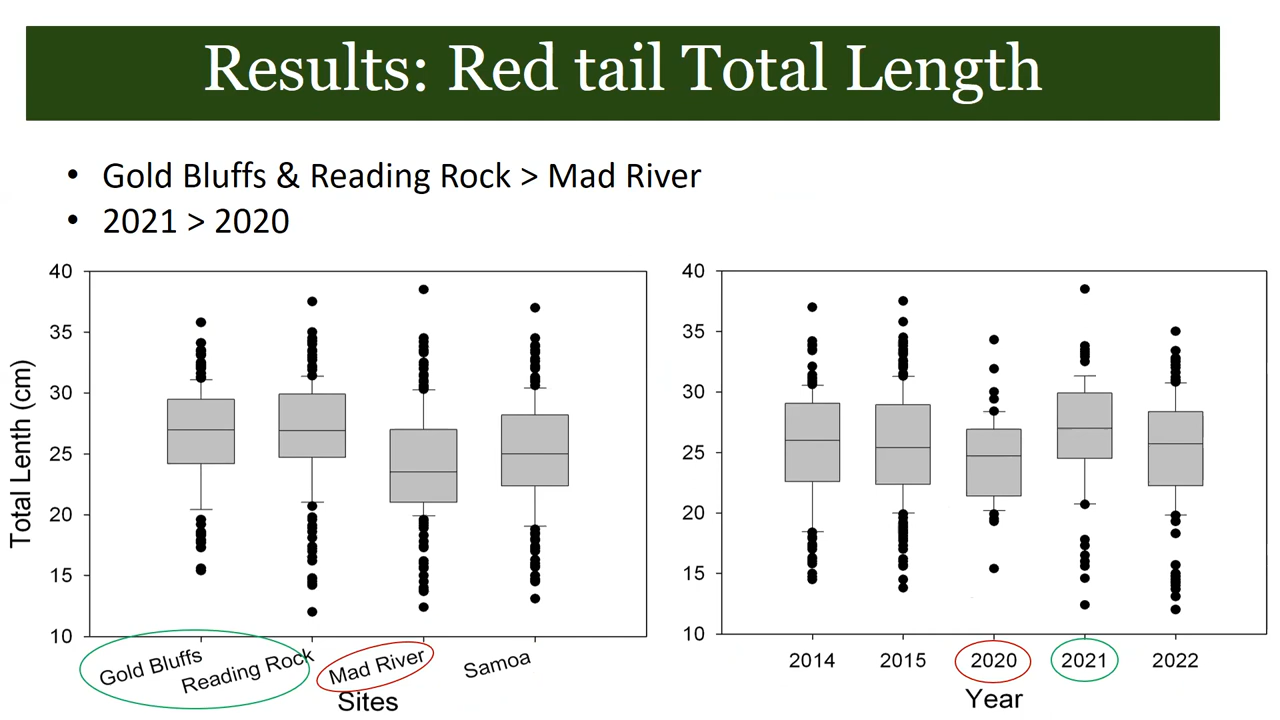 Results: Red tail Total Length
• Gold Bluffs & Reading Rock > Mad River
• 2021 > 2020
Total Lenth (cm)
40
35
30
25
20
15
10
Gold Bluffs
Reading Rock
Mad River
Samoa
Sites
40
35
30
25
20
15
10
2014 2015 2020 2021 2022
Year